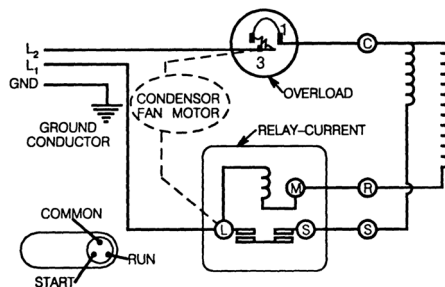 1
C
L2
3
L1
GND
CONDENSOR
FAN MOTOR
OVERLOAD
GROUND
CONDUCTOR
RELAY-CURRENT
M
R
L
S
S
COMMON
RUN
START